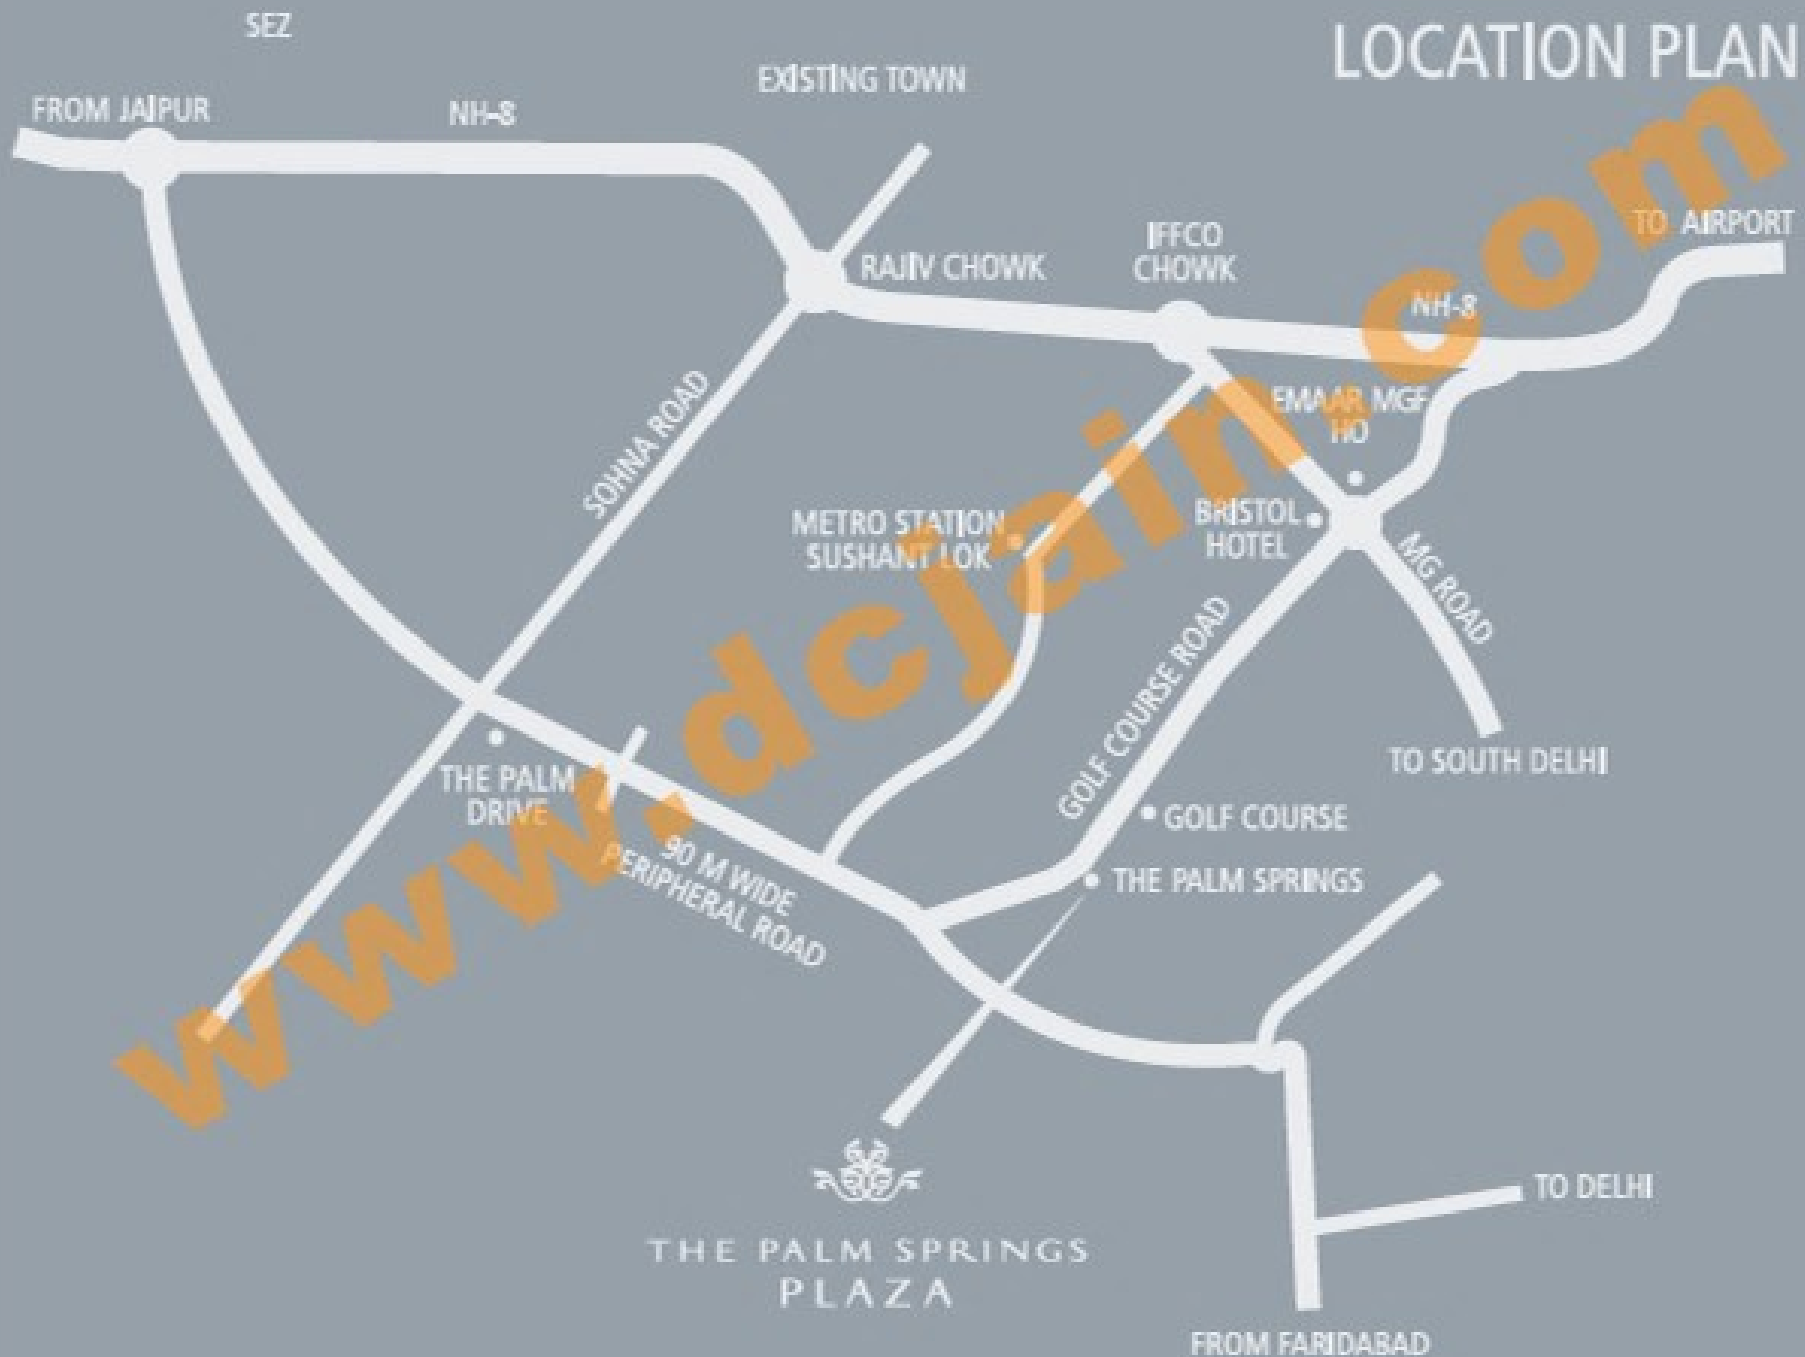 SEZ
LOCATION PLAN
EXISTING TOWN
FROM JAIPUR
NH-8
TO AIRPORT
IFFCO
CHOWK
RAJIV CHOWK
NH-8
EMAAR MGF
HO
SOHNA ROAD
METRO STATION
SUSHANT LOK
BRISTOL
HOTEL
MG ROAD
GOLF COURSE ROAD
TO SOUTH DELHI
THE PALM
DRIVE
GOLF COURSE
90 M WIDE
PERIPHERAL ROAD
THE PALM SPRINGS
www.dcjain.com
TO DELHI
THE PALM SPRINGS
PLAZA
FROM FARIDABAD